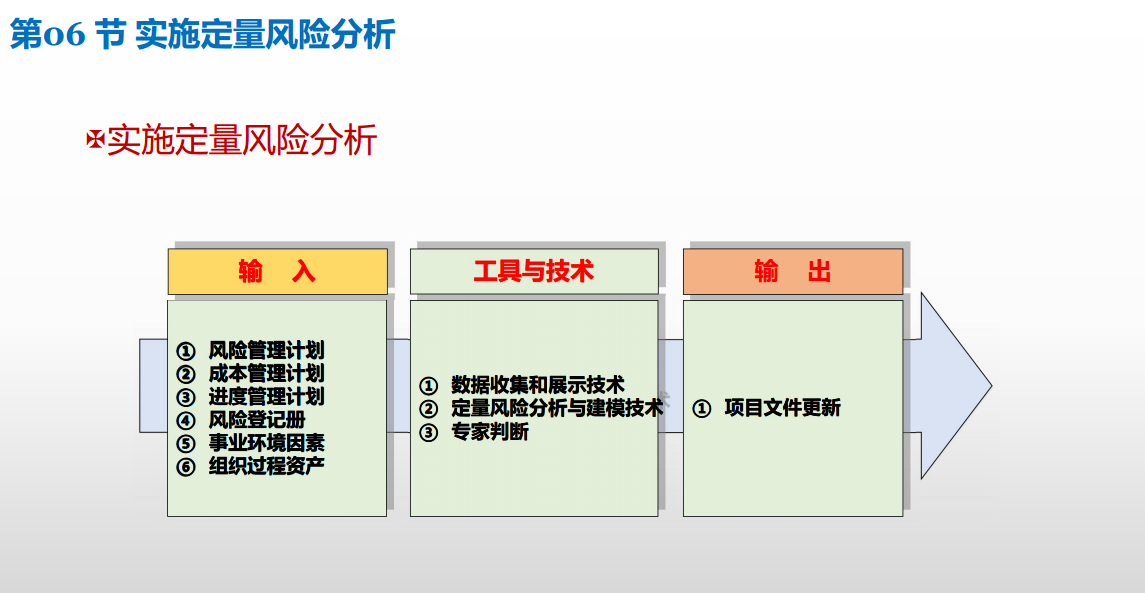 第06 节 实施定量风险分析
✠实施定量风险分析
输 入
① 风险管理计划
② 成本管理计划
③ 进度管理计划
④ 风险登记册
⑤ 事业环境因素
⑥ 组织过程资产
工具与技术
① 数据收集和展示技术
② 定量风险分析与建模技术
③ 专家判断
输 出
① 项目文件更新